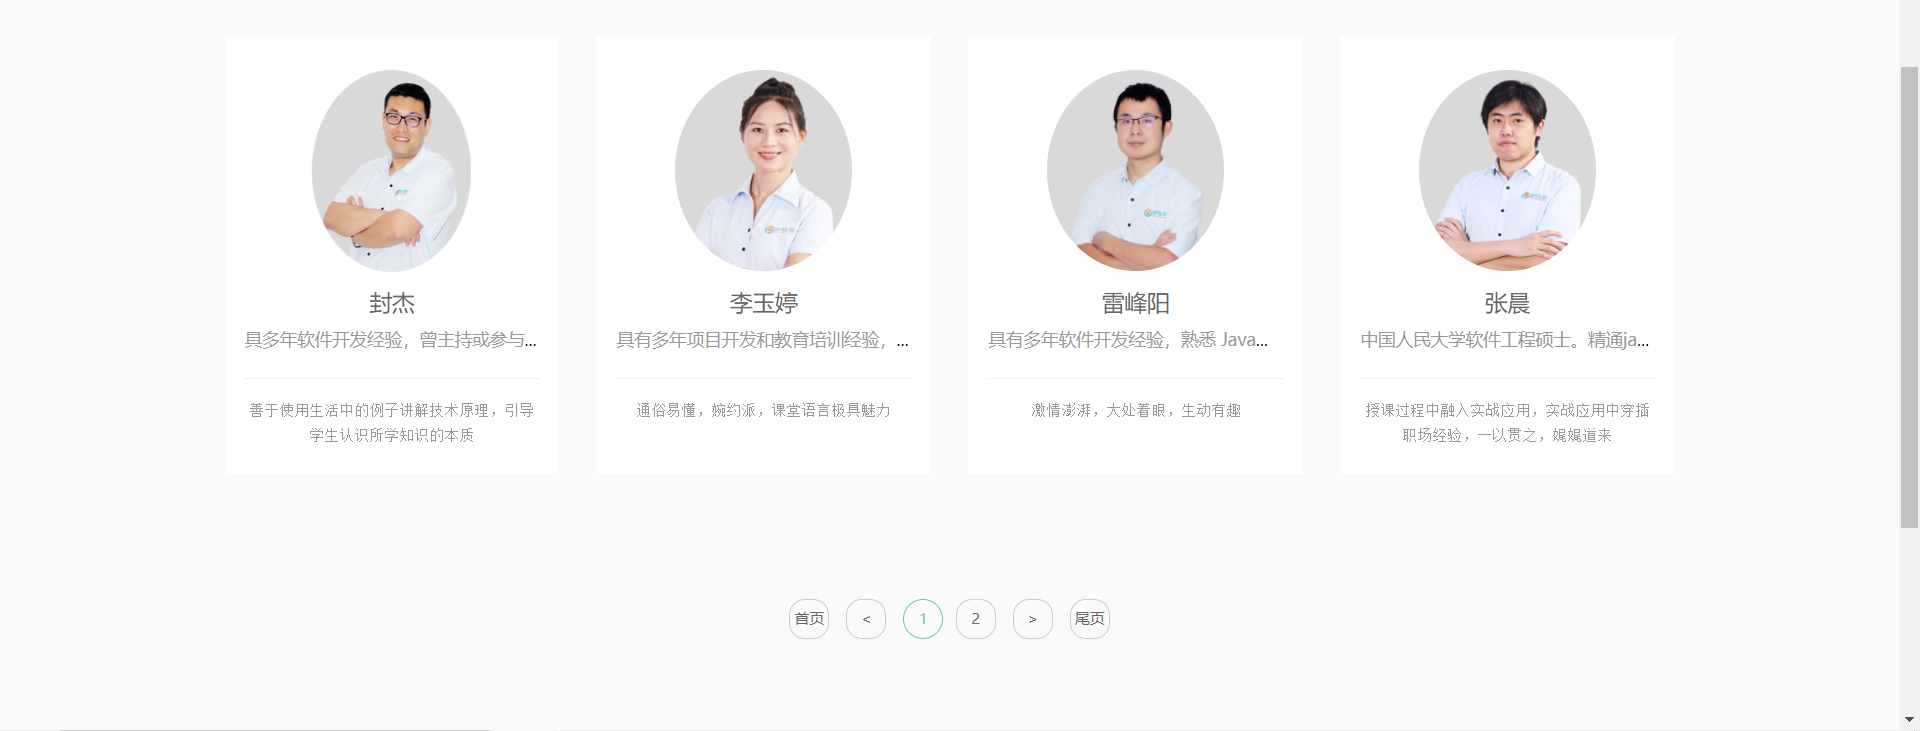 封杰
具多年软件开发经验，曾主持或参与...
善于使用生活中的例子讲解技术原理，引导
学生认识所学知识的本质
李玉婷
具有多年项目开发和教育培训经验，...
通俗易懂，婉约派，课堂语言极具魅力
雷峰阳
具有多年软件开发经验，熟悉 Java...
激情澎湃，大处着眼，生动有趣
张晨
中国人民大学软件工程硕士。精通ja...
授课过程中融入实战应用，实战应用中穿插
职场经验，一以贯之，娓娓道来
首页 < 1 2 > 尾页